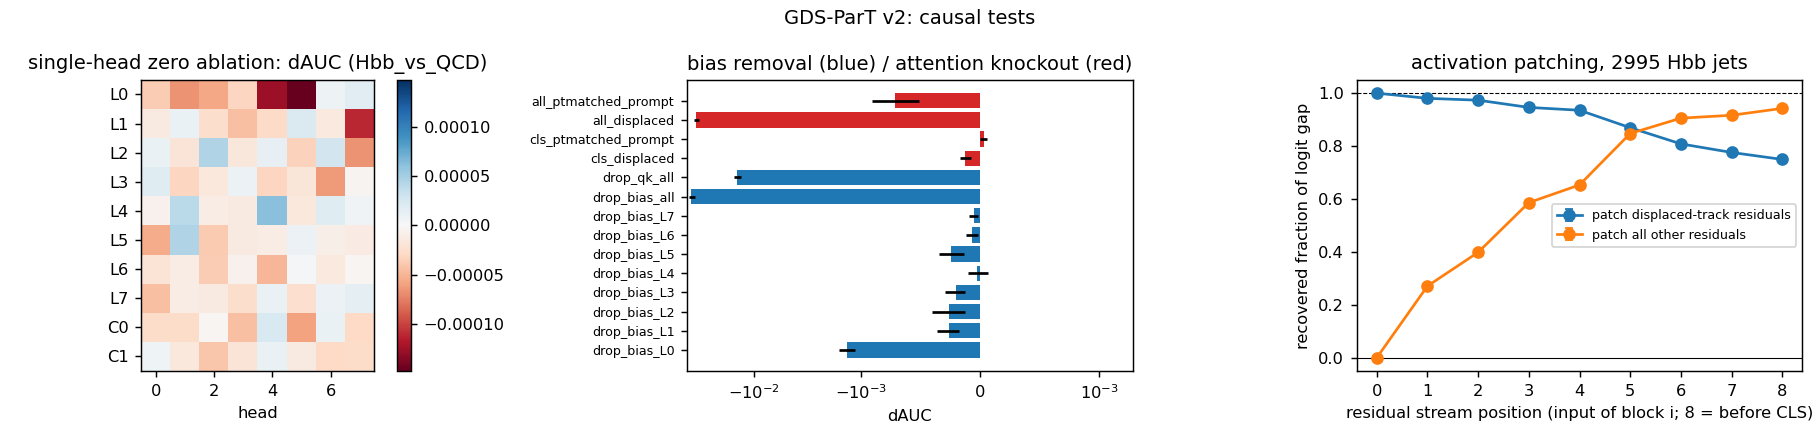 GDS-ParT v2: causal tests
single-head zero ablation: dAUC (Hbb_vs_QCD)
L0
L1
L2
L3
L4
L5
L6
L7
C0
C1
0 2 4 6
head
0.00010
0.00005
0.00000
−0.00005
−0.00010
bias removal (blue) / attention knockout (red)
all_ptmatched_prompt
all_displaced
cls_ptmatched_prompt
cls_displaced
drop_qk_all
drop_bias_all
drop_bias_L7
drop_bias_L6
drop_bias_L5
drop_bias_L4
drop_bias_L3
drop_bias_L2
drop_bias_L1
drop_bias_L0
−10⁻² −10⁻³ 0 10⁻³
dAUC
activation patching, 2995 Hbb jets
recovered fraction of logit gap
1.0
0.8
0.6
0.4
0.2
0.0
patch displaced-track residuals
patch all other residuals
0 1 2 3 4 5 6 7 8
residual stream position (input of block i; 8 = before CLS)